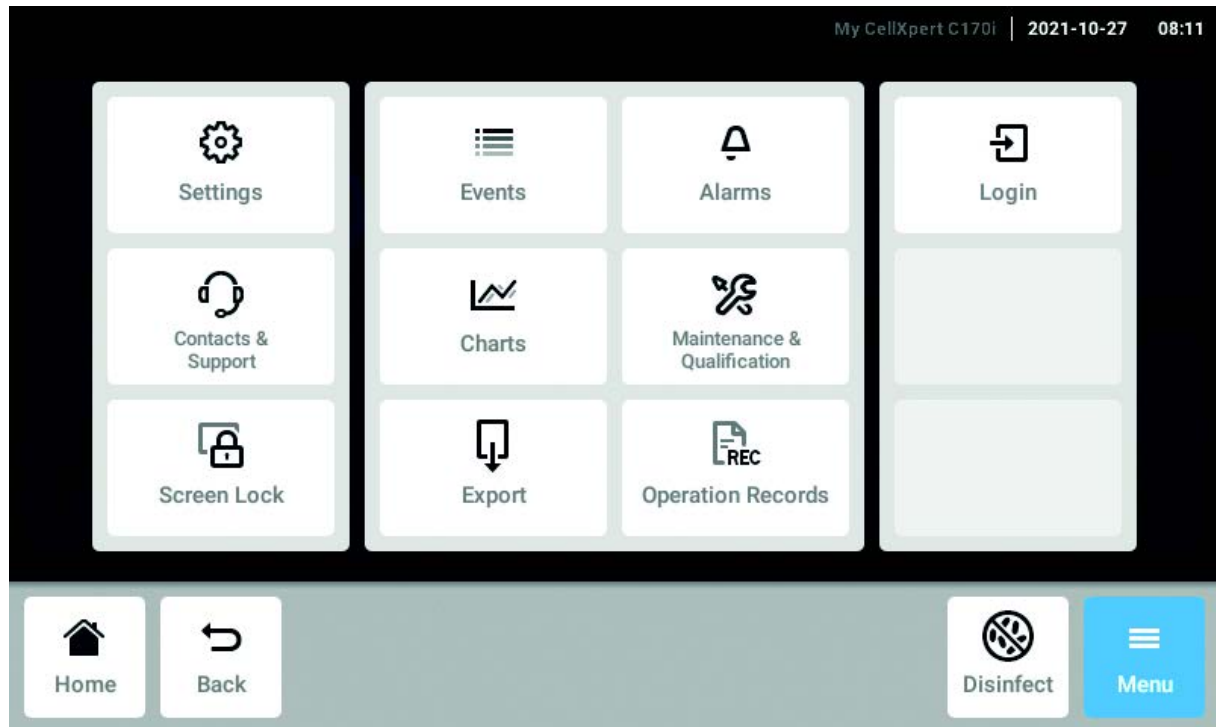 My CellXpert C170i | 2021-10-27 08:11
Settings
Events
Alarms
Login
Contacts &
Support
Charts
Maintenance &
Qualification
Screen Lock
Export
REC
Operation Records
Home
Back
Disinfect
Menu